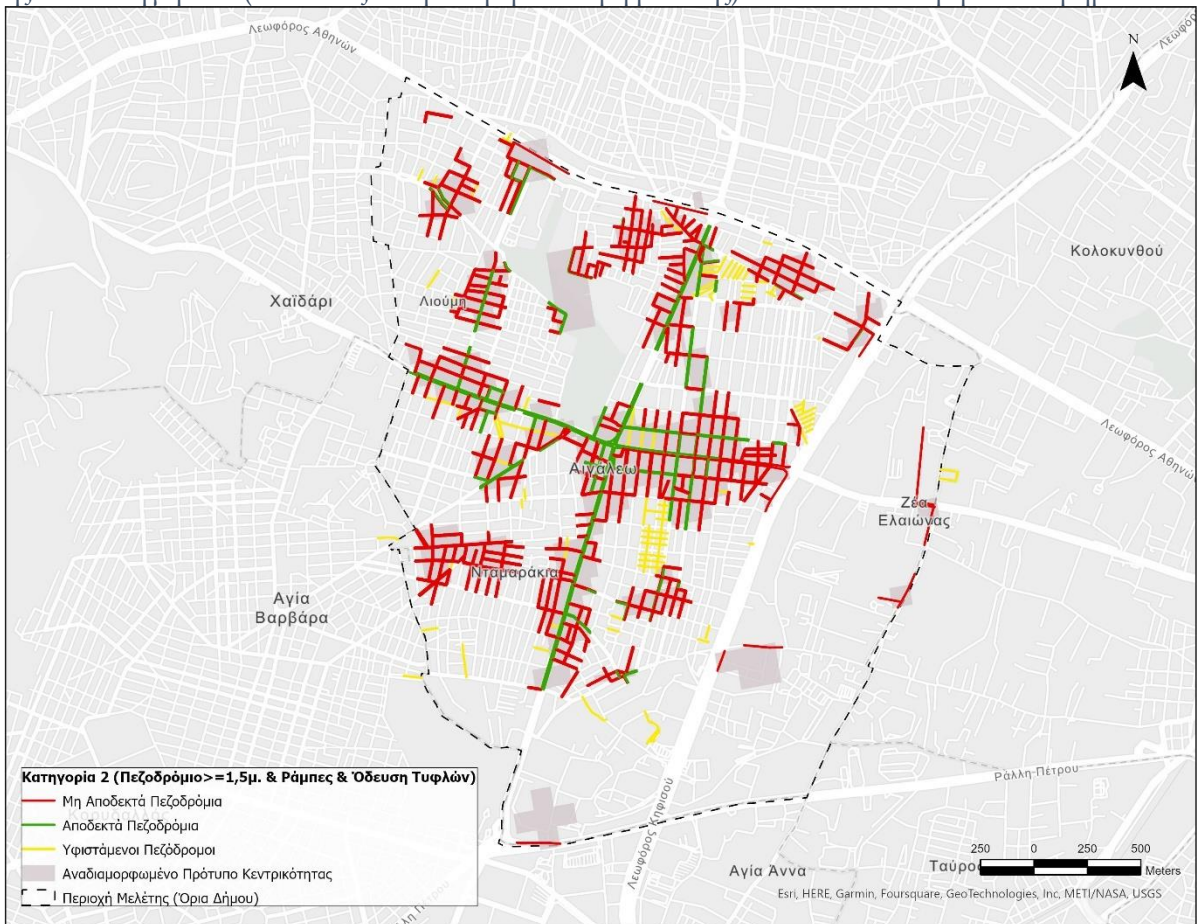 Λεωφόρος Αθηνών
Λεωφόρος
N
Κολοκυνθού
Χαϊδάρι
Λιούμη
Λεωφόρος Αθηνών
Αιγάλεω
Ζέα
Ελαιώνας
Νταμαράκια
Αγία
Βαρβάρα
Κατηγορία 2 (Πεζοδρόμιο>=1,5μ. & Ράμπες & Όδευση Τυφλών)
Μη Αποδεκτά Πεζοδρόμια
Αποδεκτά Πεζοδρόμια
Υφιστάμενοι Πεζόδρομοι
Αναδιαμορφωμένο Πρότυπο Κεντρικότητας
Περιοχή Μελέτης (Όρια Δήμου)
Ράλλη Πέτρου
Λεωφόρος Κηφισού
Αγία Άννα
Ταύρος
250 0 250 500
Meters
Esri, HERE, Garmin, Foursquare, GeoTechnologies, Inc, METI/NASA, USGS